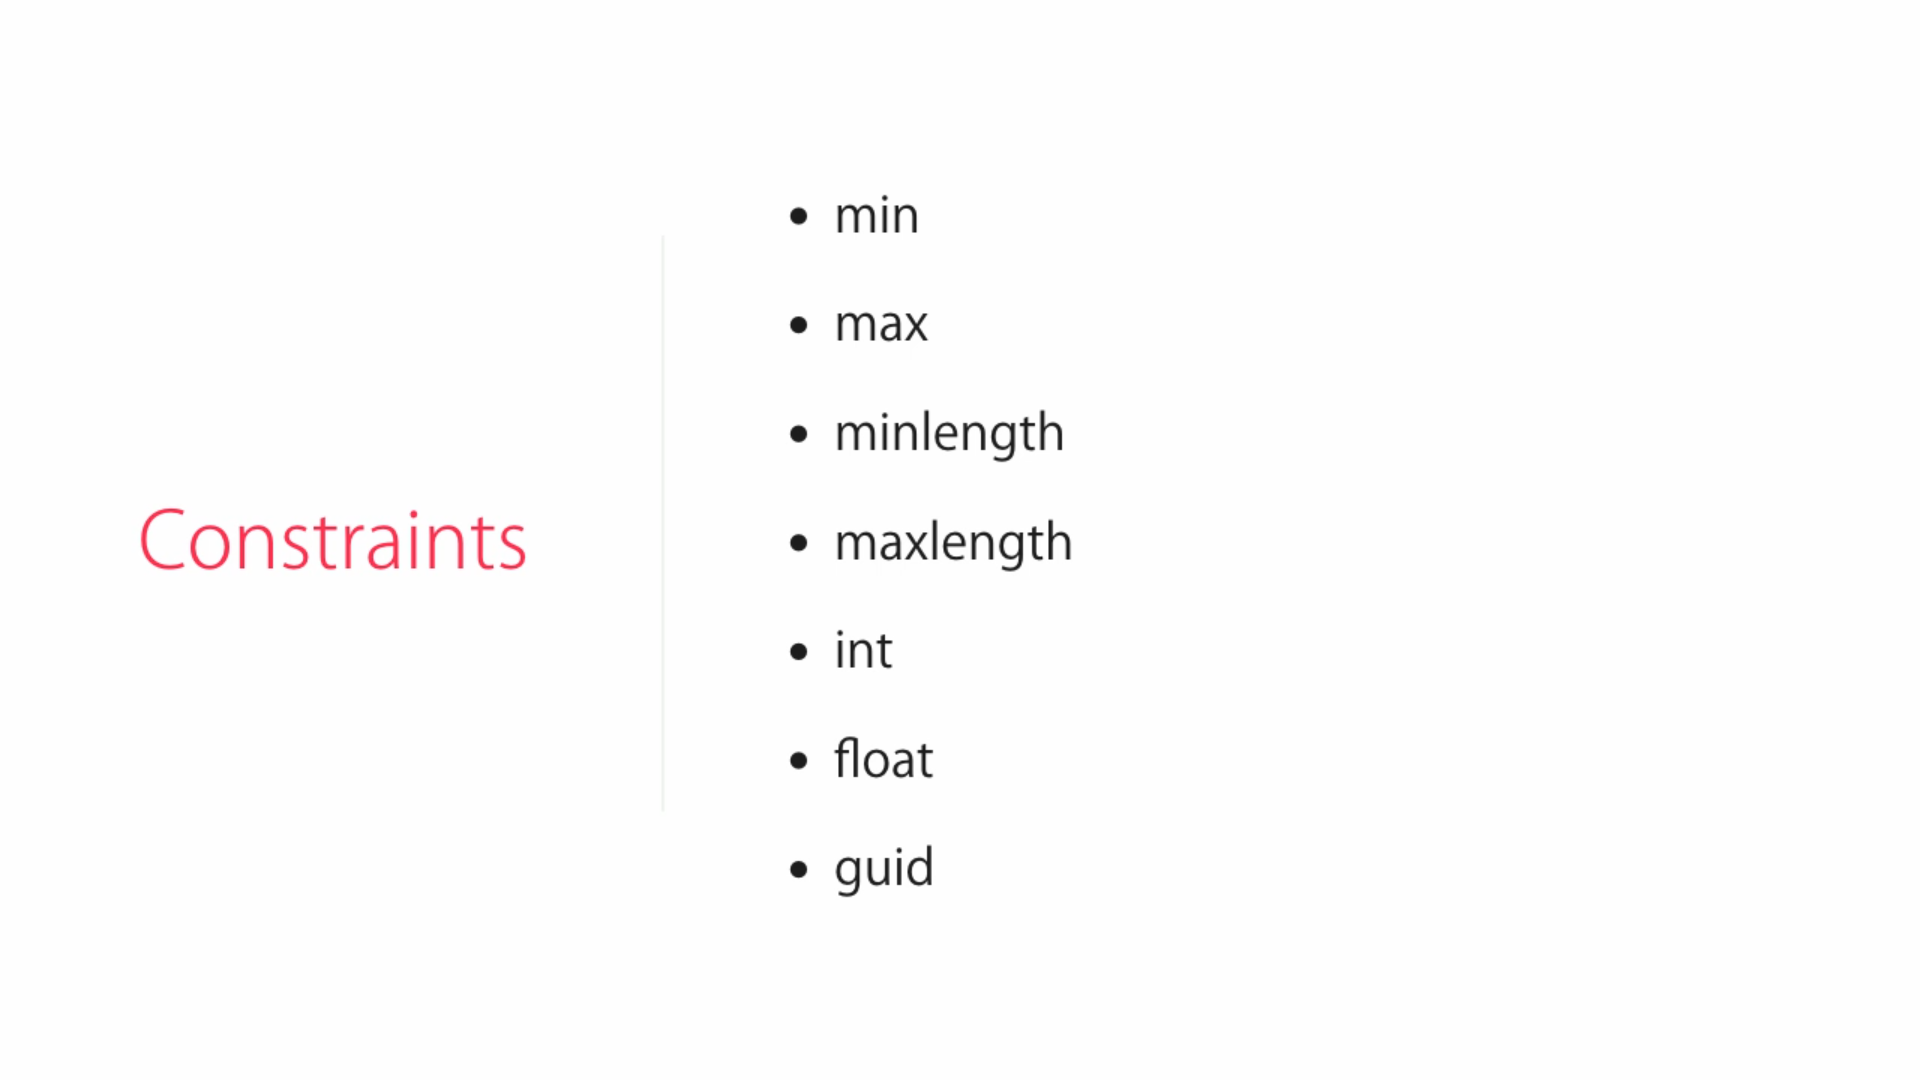 Constraints
• min
• max
• minlength
• maxlength
• int
• float
• guid